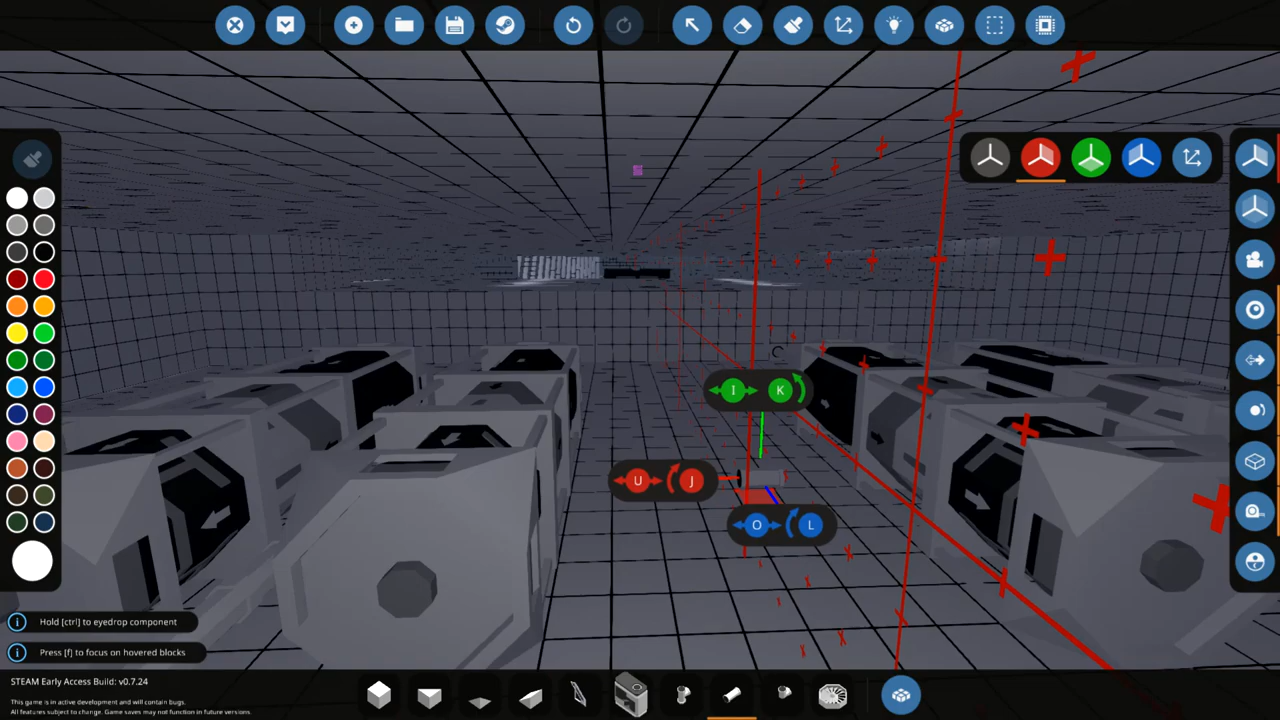 I K
U J
O L
Hold [ctrl] to eyedrop component
Press [f] to focus on hovered blocks
STEAM Early Access Build: v0.7.24
This game is in active development and will contain bugs.
All features subject to change. Game saves may not function in future versions.